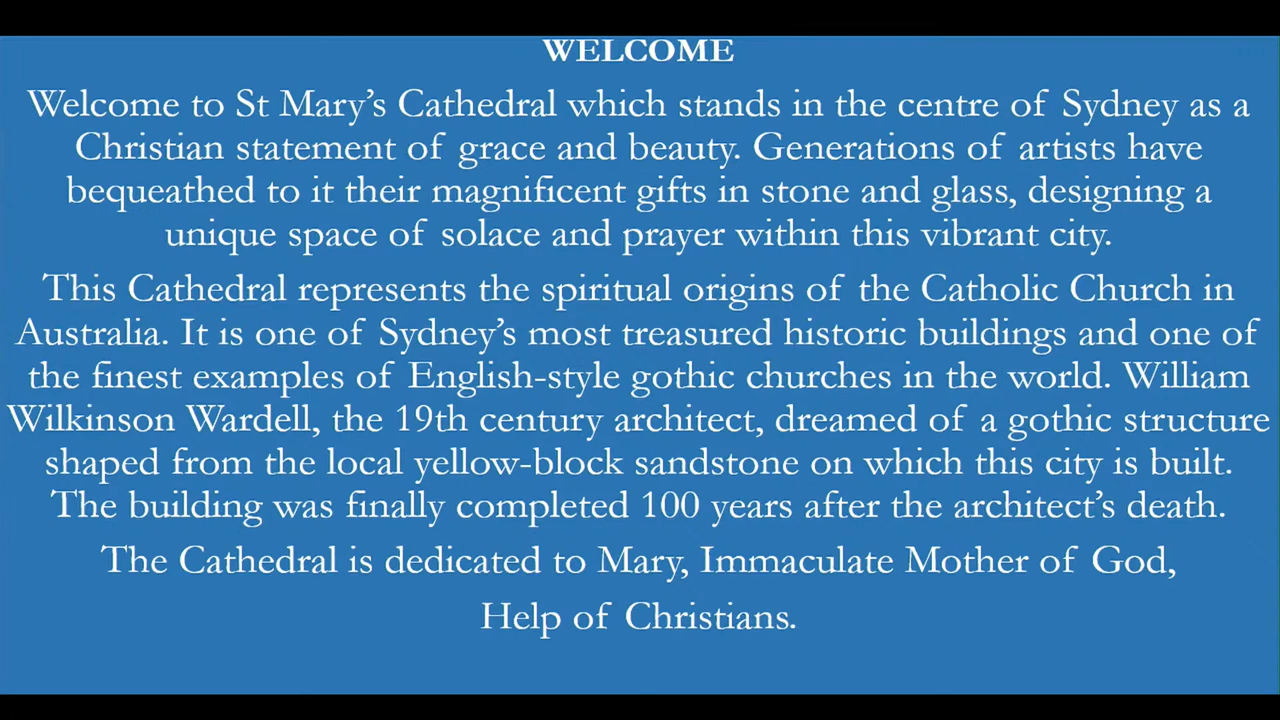 WELCOME
Welcome to St Mary's Cathedral which stands in the centre of Sydney as a
Christian statement of grace and beauty. Generations of artists have
bequeathed to it their magnificent gifts in stone and glass, designing a
unique space of solace and prayer within this vibrant city.
This Cathedral represents the spiritual origins of the Catholic Church in
Australia. It is one of Sydney's most treasured historic buildings and one of
the finest examples of English-style gothic churches in the world. William
Wilkinson Wardell, the 19th century architect, dreamed of a gothic structure
shaped from the local yellow-block sandstone on which this city is built.
The building was finally completed 100 years after the architect's death.
The Cathedral is dedicated to Mary, Immaculate Mother of God,
Help of Christians.